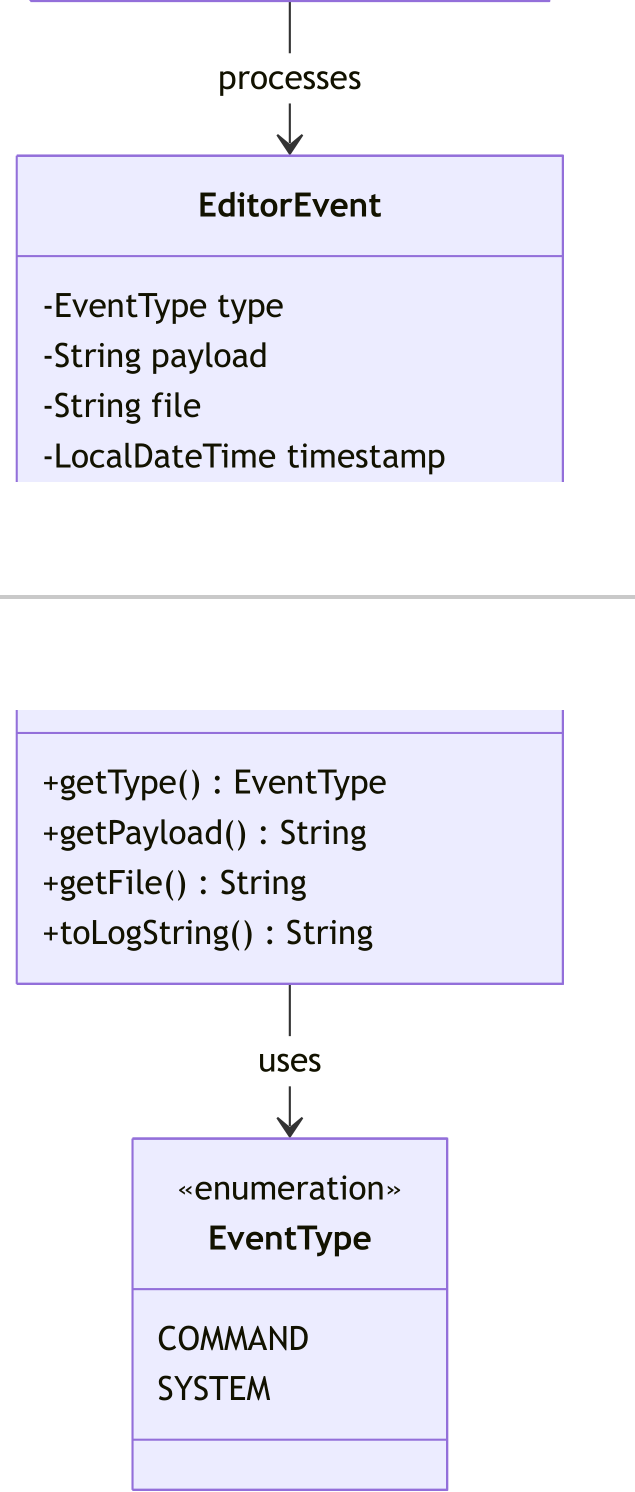 processes
EditorEvent
-EventType type
-String payload
-String file
-LocalDateTime timestamp
+getType() : EventType
+getPayload() : String
+getFile() : String
+toLogString() : String
uses
«enumeration»
EventType
COMMAND
SYSTEM